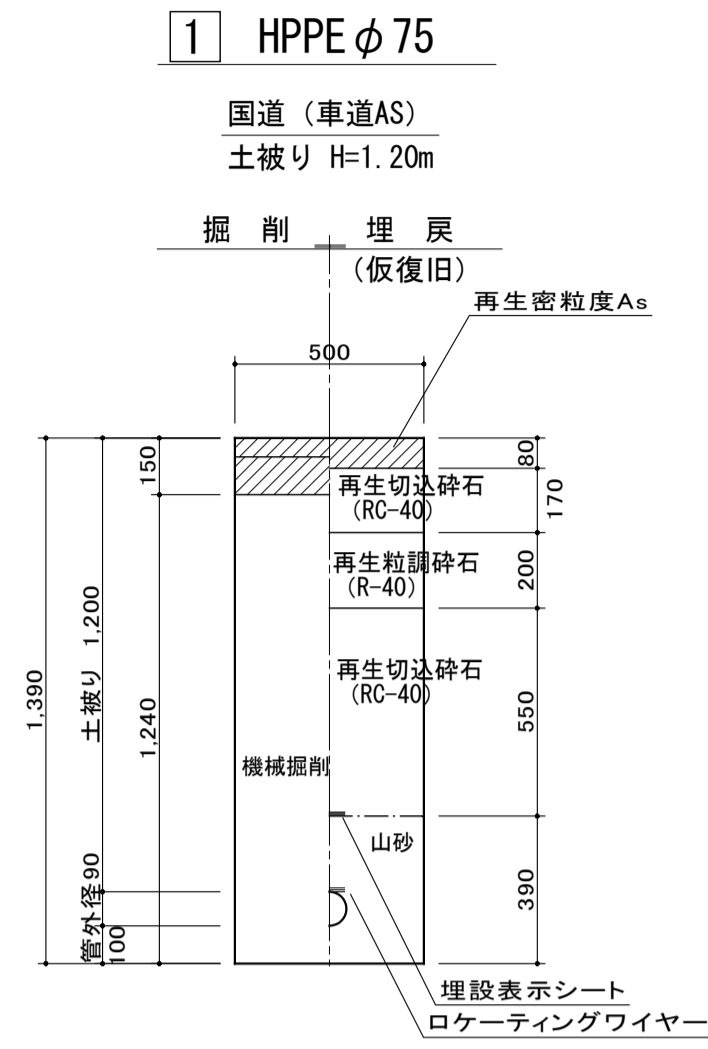 1 HPPEφ75
国道（車道AS）
土被り H=1.20m
掘削 埋戻
（仮復旧）
再生密粒度As
500
150
80
再生切込砕石
（RC-40）
170
再生粒調砕石
（R-40）
200
再生切込砕石
（RC-40）
550
1,390
土被り 1,200
1,240
機械掘削
山砂
390
管外径90
100
埋設表示シート
ロケーティングワイヤー